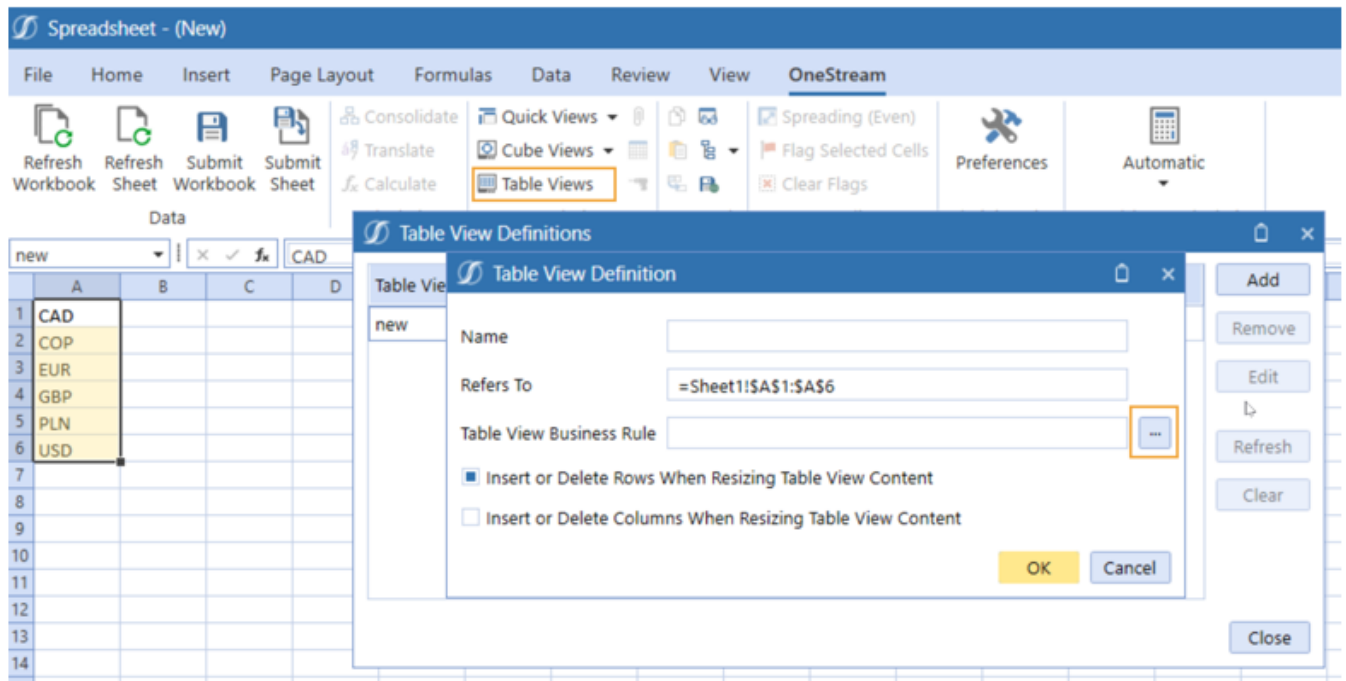 Spreadsheet - (New)
File Home Insert Page Layout Formulas Data Review View OneStream
Refresh Workbook
Refresh Sheet
Submit Workbook
Submit Sheet
Data
Consolidate
Translate
Calculate
Quick Views
Cube Views
Table Views
Spreading (Even)
Flag Selected Cells
Clear Flags
Preferences
Automatic
new fx CAD
A B C D
1 CAD
2 COP
3 EUR
4 GBP
5 PLN
6 USD
7
8
9
10
11
12
13
14
Table View Definitions
Table Vie
new
Table View Definition
Name
Refers To =Sheet1!$A$1:$A$6
Table View Business Rule ...
Insert or Delete Rows When Resizing Table View Content
Insert or Delete Columns When Resizing Table View Content
OK Cancel
Add
Remove
Edit
Refresh
Clear
Close